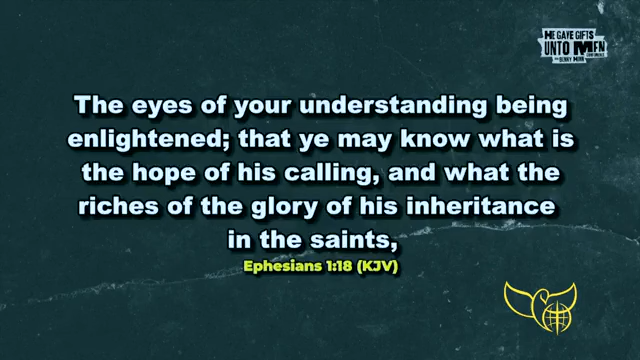 HE GAVE GIFTS
UNTO MEN
The eyes of your understanding being
enlightened; that ye may know what is
the hope of his calling, and what the
riches of the glory of his inheritance
in the saints,
Ephesians 1:18 (KJV)